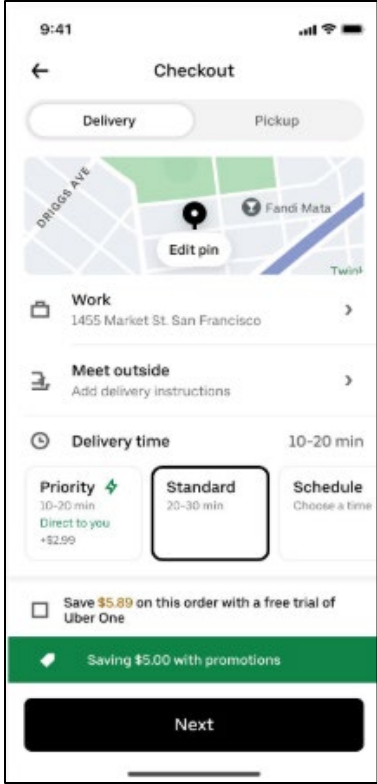 9:41
Checkout
Delivery
Pickup
DRIGGS AVE
Fandi Mata
Edit pin
Twink
Work
1455 Market St. San Francisco
Meet outside
Add delivery instructions
Delivery time
10-20 min
Priority
10-20 min
Direct to you
+$2.99
Standard
20-30 min
Schedule
Choose a time
Save $5.89 on this order with a free trial of
Uber One
Saving $5.00 with promotions
Next